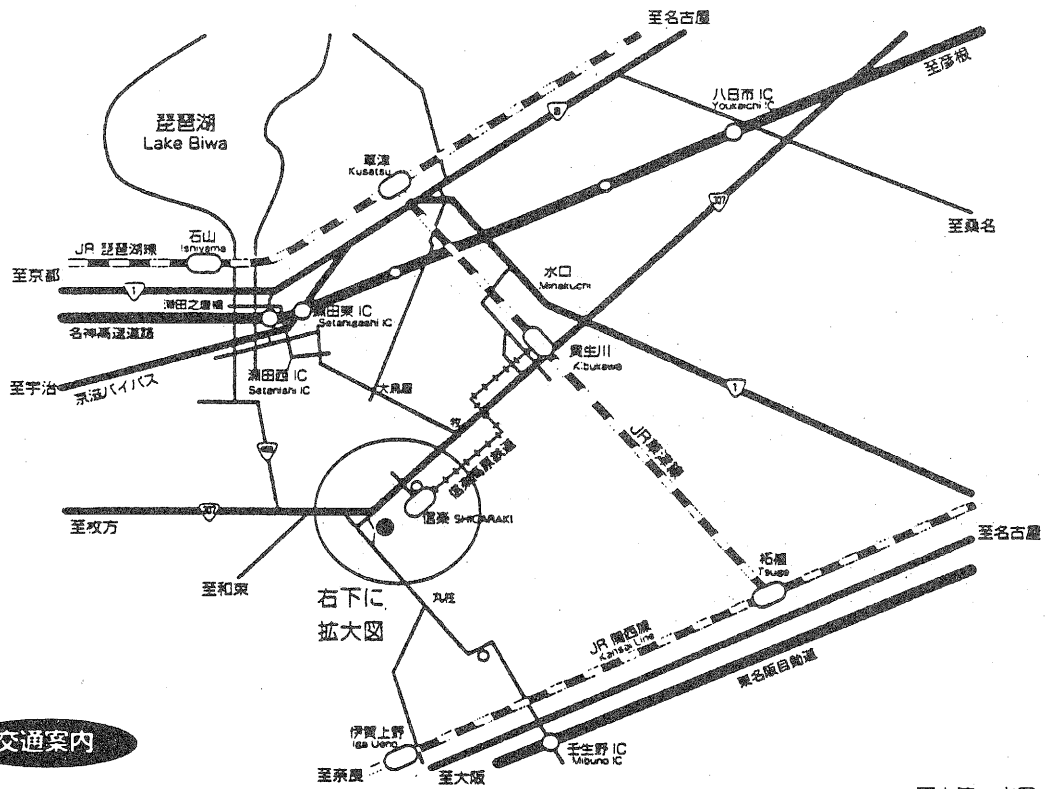 至名古屋
至彦根
八日市 IC
Youkaichi IC
8
琵琶湖
Lake Biwa
草津
Kusatsu
307
至桑名
JR 琵琶湖線
石山
Ishiyama
至京都
1
水口
Minakuchi
瀬田之唐橋
瀬田東 IC
名神高速道路
貴生川
Kibukawa
至宇治
京滋バイパス
瀬田西 IC
Setanishi IC
大鳥居
1
牧
JR草津線
信楽高原鉄道
307
信楽 SHIGARAKI
至枚方
至名古屋
柘植
Tsuge
至和束
右下に
拡大図
丸柱
JR 関西線
Kansai Line
東名阪自動道
交通案内
伊賀上野
Iga Ueno
壬生野 IC
Mibuno IC
至奈良
至大阪